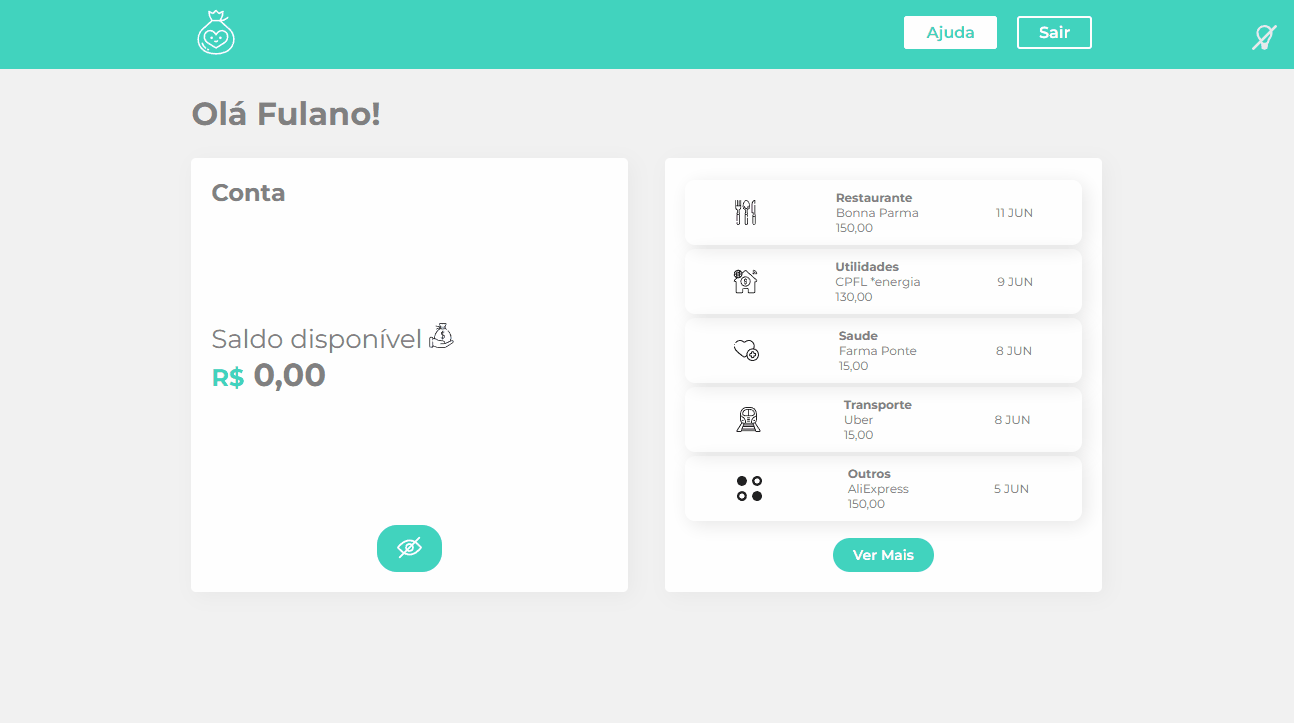 Ajuda
Sair
Olá Fulano!
Conta
Saldo disponível
R$ 0,00
Restaurante
Bonna Parma
150,00
11 JUN
Utilidades
CPFL *energia
130,00
9 JUN
Saude
Farma Ponte
15,00
8 JUN
Transporte
Uber
15,00
8 JUN
Outros
AliExpress
150,00
5 JUN
Ver Mais